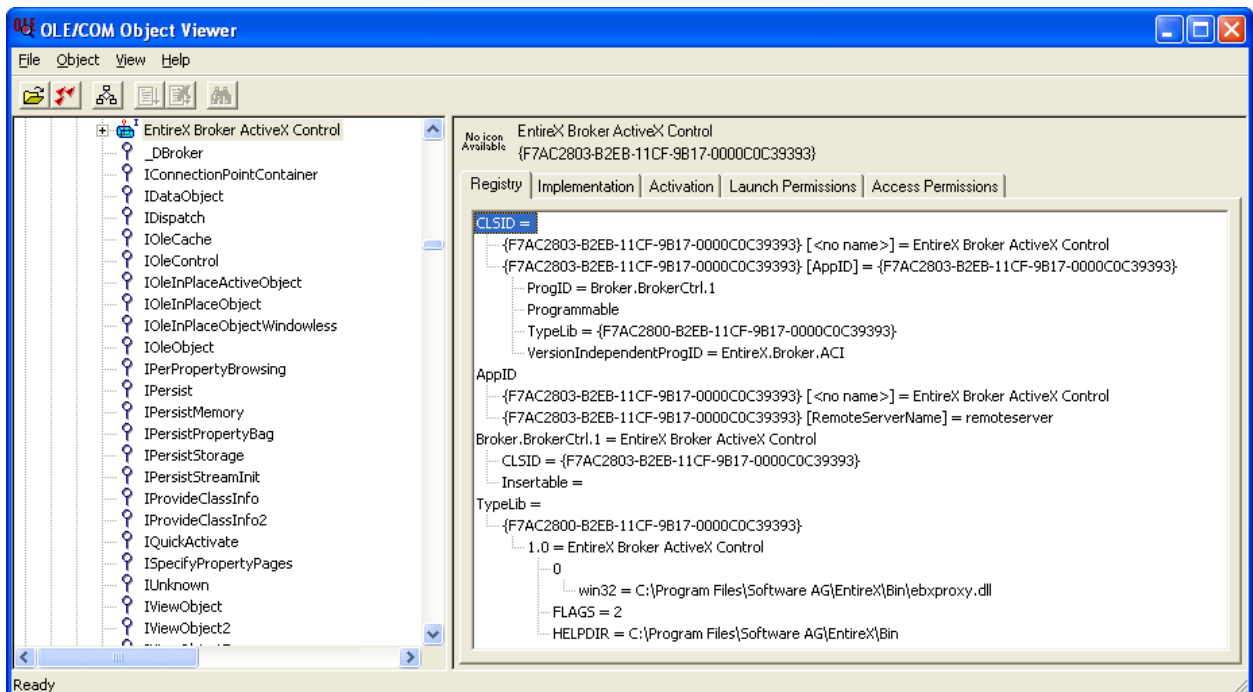 OLE/COM Object Viewer
File Object View Help
EntireX Broker ActiveX Control
_DBroker
IConnectionPointContainer
IDataObject
IDispatch
IOleCache
IOleControl
IOleInPlaceActiveObject
IOleInPlaceObject
IOleInPlaceObjectWindowless
IOleObject
IPerPropertyBrowsing
IPersist
IPersistMemory
IPersistPropertyBag
IPersistStorage
IPersistStreamInit
IProvideClassInfo
IProvideClassInfo2
IQuickActivate
ISpecifyPropertyPages
IUnknown
IViewObject
IViewObject2
No icon Available
EntireX Broker ActiveX Control
{F7AC2803-B2EB-11CF-9B17-0000C0C39393}
Registry Implementation Activation Launch Permissions Access Permissions
CLSID =
{F7AC2803-B2EB-11CF-9B17-0000C0C39393} [<no name>] = EntireX Broker ActiveX Control
{F7AC2803-B2EB-11CF-9B17-0000C0C39393} [AppID] = {F7AC2803-B2EB-11CF-9B17-0000C0C39393}
ProgID = Broker.BrokerCtrl.1
Programmable
TypeLib = {F7AC2800-B2EB-11CF-9B17-0000C0C39393}
VersionIndependentProgID = EntireX.Broker.ACI
AppID
{F7AC2803-B2EB-11CF-9B17-0000C0C39393} [<no name>] = EntireX Broker ActiveX Control
{F7AC2803-B2EB-11CF-9B17-0000C0C39393} [RemoteServerName] = remoteserver
Broker.BrokerCtrl.1 = EntireX Broker ActiveX Control
CLSID = {F7AC2803-B2EB-11CF-9B17-0000C0C39393}
Insertable =
TypeLib =
{F7AC2800-B2EB-11CF-9B17-0000C0C39393}
1.0 = EntireX Broker ActiveX Control
0
win32 = C:\Program Files\Software AG\EntireX\Bin\ebxproxy.dll
FLAGS = 2
HELPDIR = C:\Program Files\Software AG\EntireX\Bin
Ready